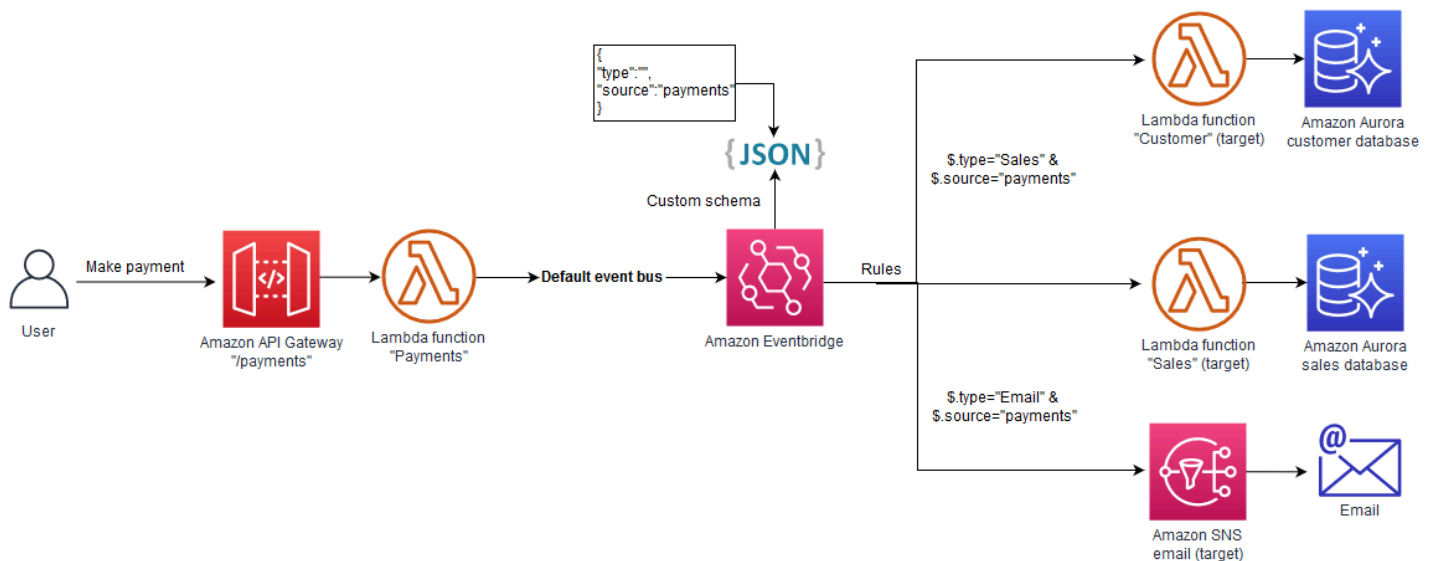 {
"type":"",
"source":"payments"
}
{JSON}
Custom schema
Make payment
User
Amazon API Gateway
"/payments"
Lambda function
"Payments"
Default event bus
Amazon Eventbridge
Rules
$.type="Sales" &
$.source="payments"
Lambda function
"Customer" (target)
Amazon Aurora
customer database
Lambda function
"Sales" (target)
Amazon Aurora
sales database
$.type="Email" &
$.source="payments"
Amazon SNS
email (target)
@
Email